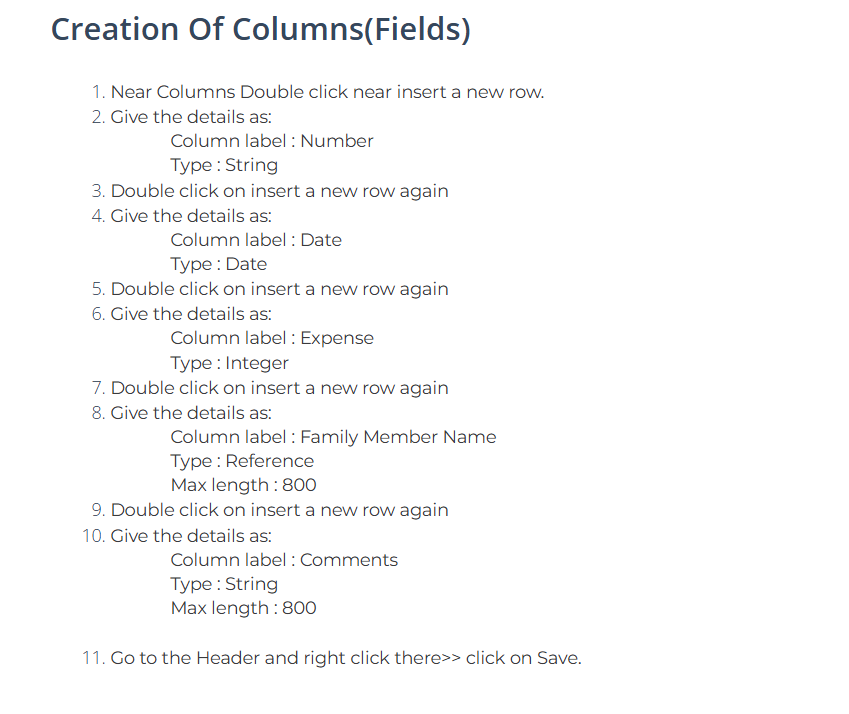 Creation Of Columns(Fields)
1. Near Columns Double click near insert a new row.
2. Give the details as:
Column label : Number
Type : String
3. Double click on insert a new row again
4. Give the details as:
Column label : Date
Type : Date
5. Double click on insert a new row again
6. Give the details as:
Column label : Expense
Type : Integer
7. Double click on insert a new row again
8. Give the details as:
Column label : Family Member Name
Type : Reference
Max length : 800
9. Double click on insert a new row again
10. Give the details as:
Column label : Comments
Type : String
Max length : 800
11. Go to the Header and right click there>> click on Save.